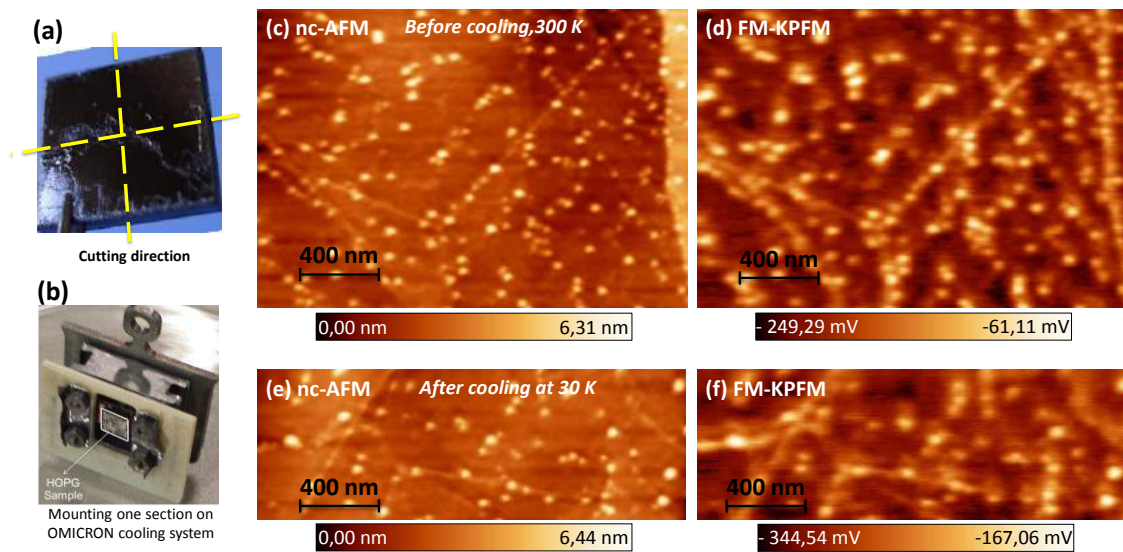 (a)
Cutting direction
(b)
HOPG
Sample
Mounting one section on
OMICRON cooling system
(c) nc-AFM
Before cooling,300 K
400 nm
0,00 nm
6,31 nm
(d) FM-KPFM
400 nm
- 249,29 mV
-61,11 mV
(e) nc-AFM
After cooling at 30 K
400 nm
0,00 nm
6,44 nm
(f) FM-KPFM
400 nm
- 344,54 mV
-167,06 mV